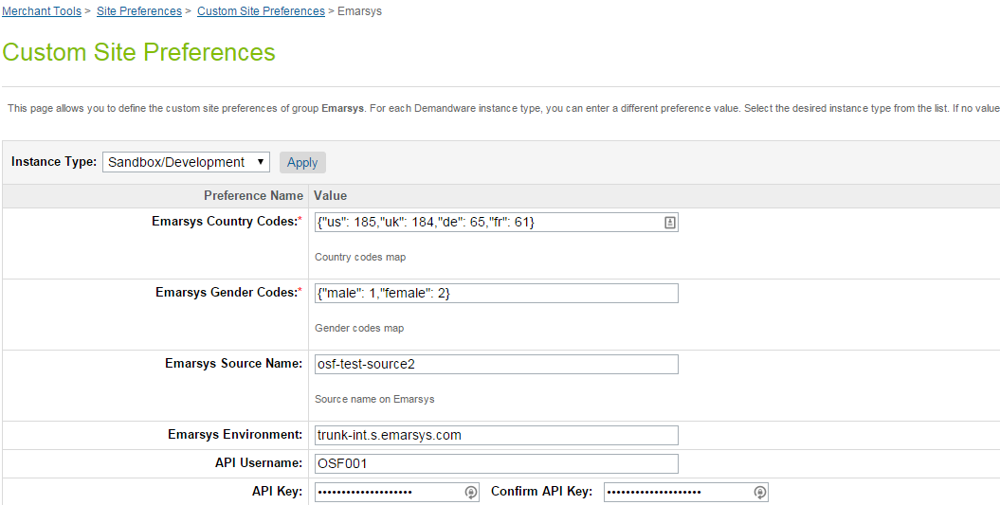 Merchant Tools > Site Preferences > Custom Site Preferences > Emarsys
Custom Site Preferences
This page allows you to define the custom site preferences of group Emarsys. For each Demandware instance type, you can enter a different preference value. Select the desired instance type from the list. If no value
Instance Type: Sandbox/Development Apply
Preference Name Value
Emarsys Country Codes:* {"us": 185,"uk": 184,"de": 65,"fr": 61}
Country codes map
Emarsys Gender Codes:* {"male": 1,"female": 2}
Gender codes map
Emarsys Source Name: osf-test-source2
Source name on Emarsys
Emarsys Environment: trunk-int.s.emarsys.com
API Username: OSF001
API Key: •••••••••••••••••••• Confirm API Key: ••••••••••••••••••••